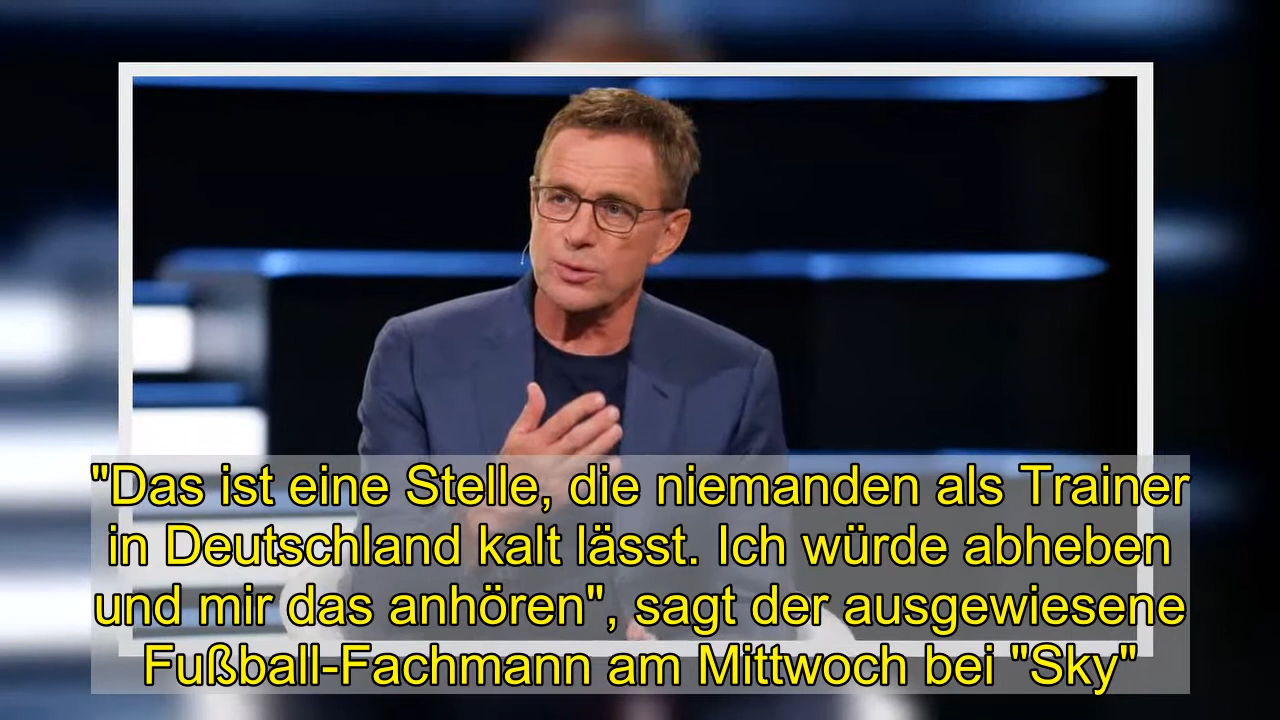 "Das ist eine Stelle, die niemanden als Trainer
in Deutschland kalt lässt. Ich würde abheben
und mir das anhören", sagt der ausgewiesene
Fußball-Fachmann am Mittwoch bei "Sky"